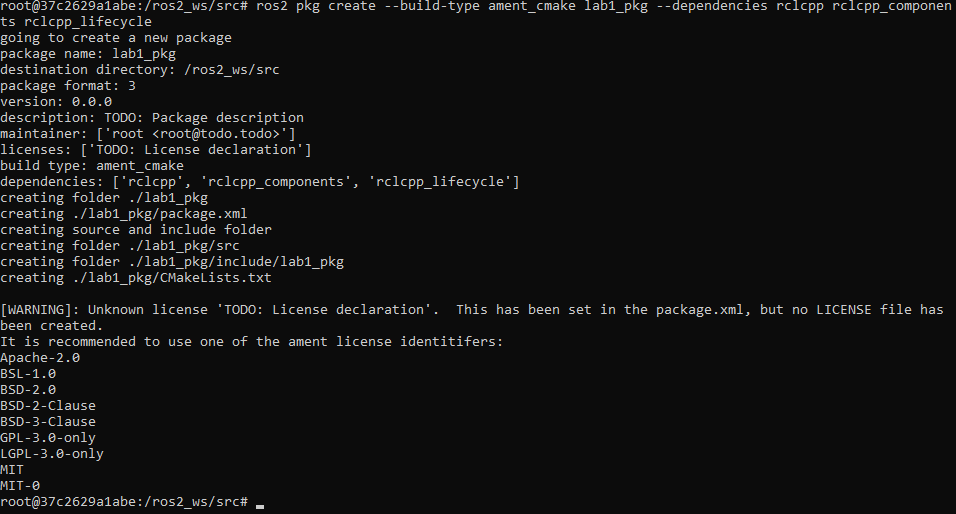 root@37c2629a1abe:/ros2_ws/src# ros2 pkg create --build-type ament_cmake lab1_pkg --dependencies rclcpp rclcpp_componen
ts rclcpp_lifecycle
going to create a new package
package name: lab1_pkg
destination directory: /ros2_ws/src
package format: 3
version: 0.0.0
description: TODO: Package description
maintainer: ['root <root@todo.todo>']
licenses: ['TODO: License declaration']
build type: ament_cmake
dependencies: ['rclcpp', 'rclcpp_components', 'rclcpp_lifecycle']
creating folder ./lab1_pkg
creating ./lab1_pkg/package.xml
creating source and include folder
creating folder ./lab1_pkg/src
creating folder ./lab1_pkg/include/lab1_pkg
creating ./lab1_pkg/CMakeLists.txt

[WARNING]: Unknown license 'TODO: License declaration'.  This has been set in the package.xml, but no LICENSE file has
been created.
It is recommended to use one of the ament license identitifers:
Apache-2.0
BSL-1.0
BSD-2.0
BSD-2-Clause
BSD-3-Clause
GPL-3.0-only
LGPL-3.0-only
MIT
MIT-0
root@37c2629a1abe:/ros2_ws/src#